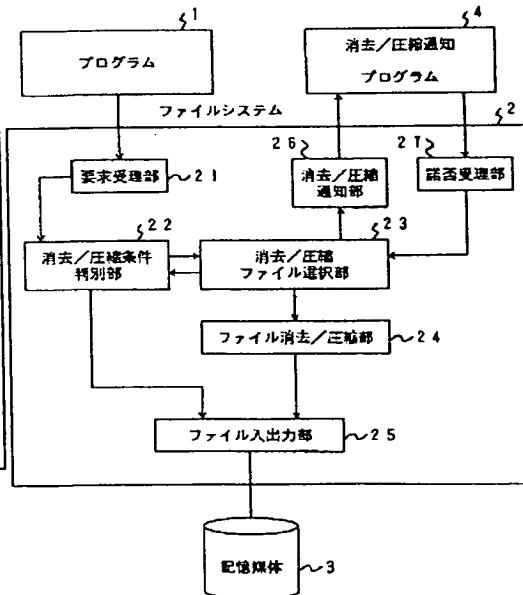 1
プログラム
4
消去/圧縮通知
プログラム
ファイルシステム
2
要求受理部
21
26
消去/圧縮
通知部
27
諾否受理部
22
消去/圧縮条件
判別部
23
消去/圧縮
ファイル選択部
ファイル消去/圧縮部
24
ファイル入出力部
25
記憶媒体
3